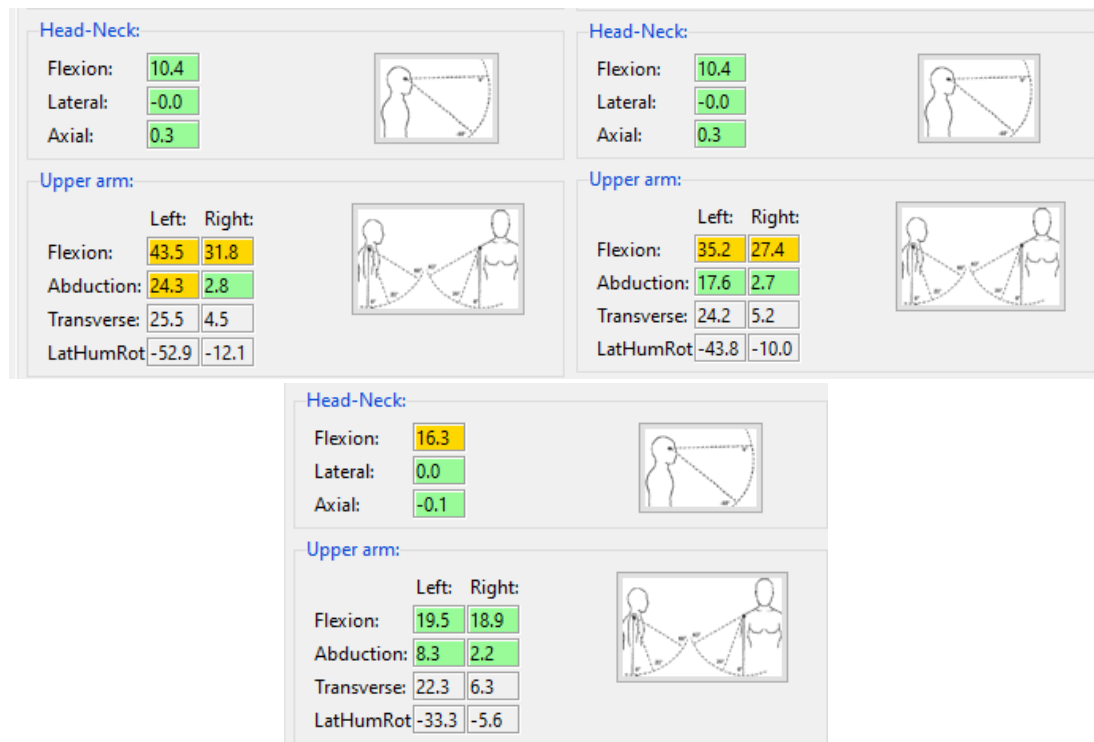 Head-Neck:
Flexion: 10.4
Lateral: -0.0
Axial: 0.3
Upper arm:
Left: Right:
Flexion: 43.5 31.8
Abduction: 24.3 2.8
Transverse: 25.5 4.5
LatHumRot -52.9 -12.1
Head-Neck:
Flexion: 10.4
Lateral: -0.0
Axial: 0.3
Upper arm:
Left: Right:
Flexion: 35.2 27.4
Abduction: 17.6 2.7
Transverse: 24.2 5.2
LatHumRot -43.8 -10.0
Head-Neck:
Flexion: 16.3
Lateral: 0.0
Axial: -0.1
Upper arm:
Left: Right:
Flexion: 19.5 18.9
Abduction: 8.3 2.2
Transverse: 22.3 6.3
LatHumRot -33.3 -5.6